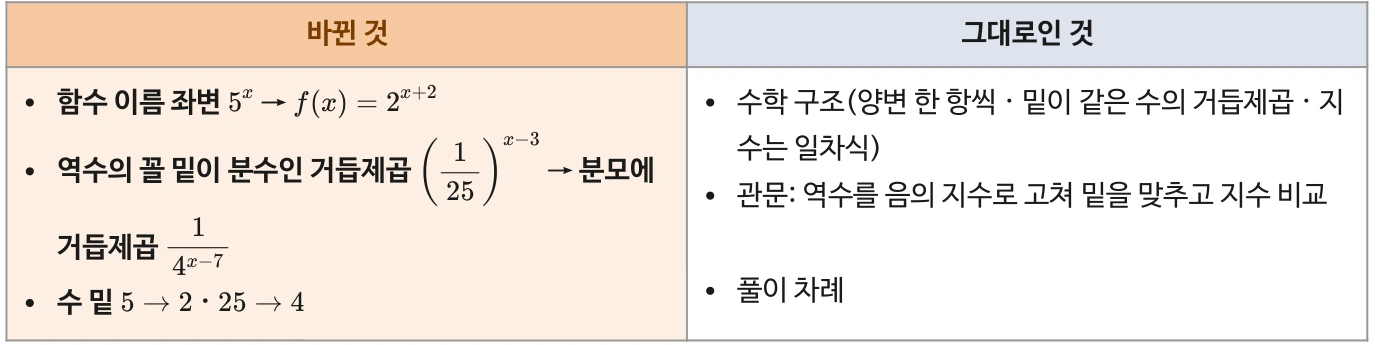 바뀐 것
그대로인 것
• 함수 이름 좌변 5^x → f(x) = 2^{x+2}
• 역수의 꼴 밑이 분수인 거듭제곱 (1/25)^{x−3} → 분모에
거듭제곱 1/4^{x−7}
• 수 밑 5 → 2 · 25 → 4
• 수학 구조(양변 한 항씩 · 밑이 같은 수의 거듭제곱 · 지
수는 일차식)
• 관문: 역수를 음의 지수로 고쳐 밑을 맞추고 지수 비교
• 풀이 차례